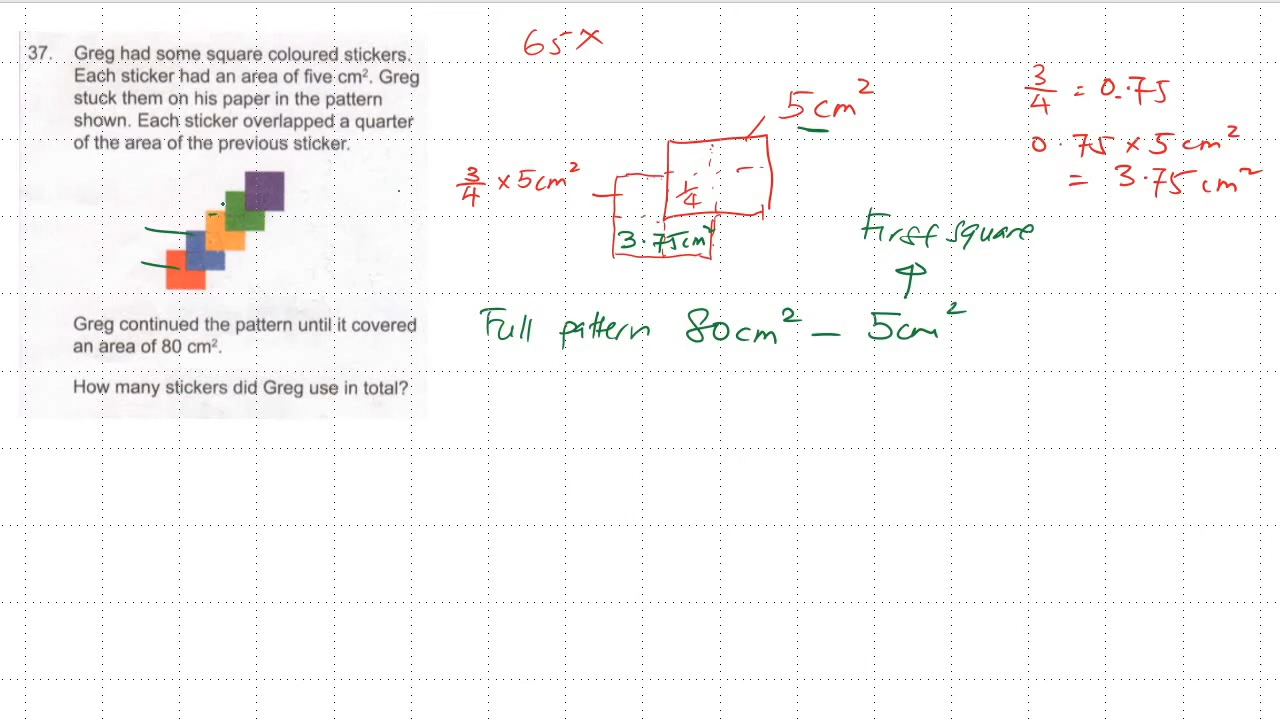 37. Greg had some square coloured stickers.
Each sticker had an area of five cm². Greg
stuck them on his paper in the pattern
shown. Each sticker overlapped a quarter
of the area of the previous sticker.
Greg continued the pattern until it covered
an area of 80 cm².
How many stickers did Greg use in total?
65 x
5cm²
3/4 × 5cm²
1/4
3.75cm²
3/4 = 0.75
0.75 × 5cm²
= 3.75cm²
First square
Full pattern 80cm² – 5cm²